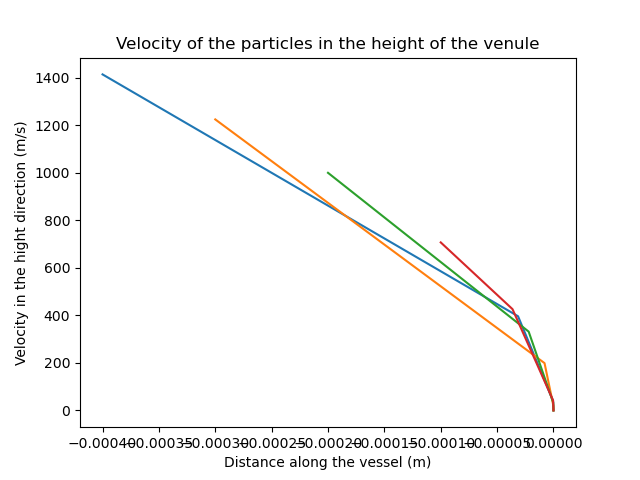 Velocity of the particles in the height of the venule
Velocity in the hight direction (m/s)
1400
1200
1000
800
600
400
200
0
−0.00040 −0.00035 −0.00030 −0.00025 −0.00020 −0.00015 −0.00010 −0.00005 0.00000
Distance along the vessel (m)